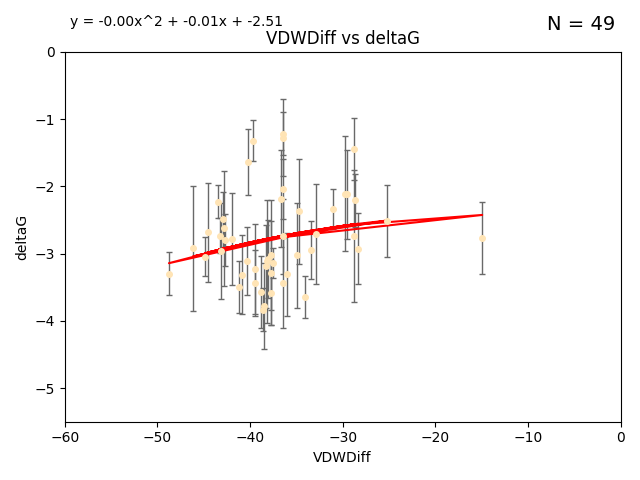 y = -0.00x^2 + -0.01x + -2.51
N = 49
VDWDiff vs deltaG
0
−1
−2
−3
−4
−5
deltaG
−60 −50 −40 −30 −20 −10 0
VDWDiff